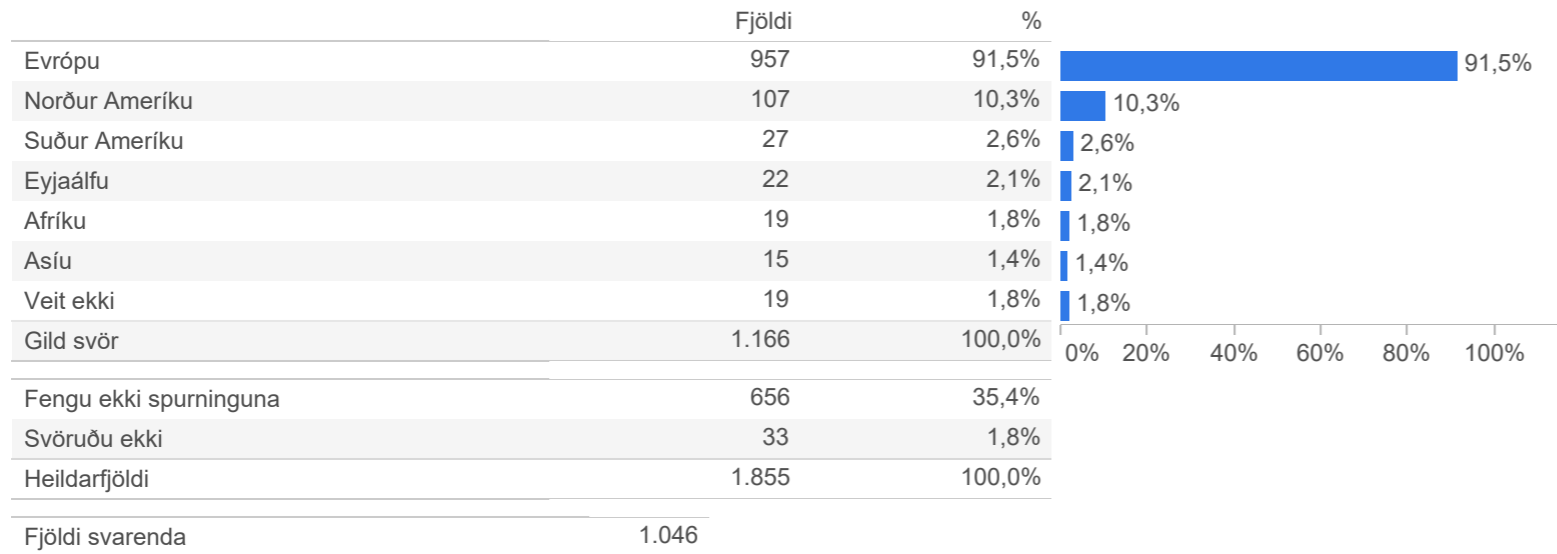 Fjöldi %
Evrópu 957 91,5% 91,5%
Norður Ameríku 107 10,3% 10,3%
Suður Ameríku 27 2,6% 2,6%
Eyjaálfu 22 2,1% 2,1%
Afríku 19 1,8% 1,8%
Asíu 15 1,4% 1,4%
Veit ekki 19 1,8% 1,8%
Gild svör 1.166 100,0%
0% 20% 40% 60% 80% 100%
Fengu ekki spurninguna 656 35,4%
Svöruðu ekki 33 1,8%
Heildarfjöldi 1.855 100,0%
Fjöldi svarenda 1.046